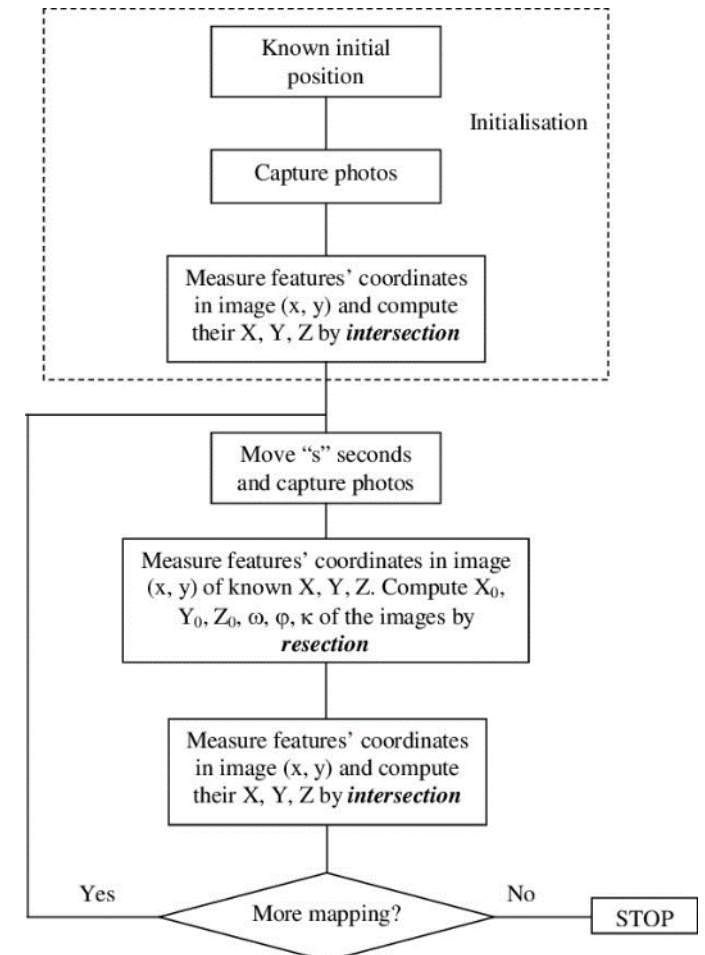 Known initial
position
Initialisation
Capture photos
Measure features’ coordinates
in image (x, y) and compute
their X, Y, Z by intersection
Move “s” seconds
and capture photos
Measure features’ coordinates in image
(x, y) of known X, Y, Z. Compute X₀,
Y₀, Z₀, ω, φ, κ of the images by
resection
Measure features’ coordinates
in image (x, y) and compute
their X, Y, Z by intersection
Yes
More mapping?
No
STOP